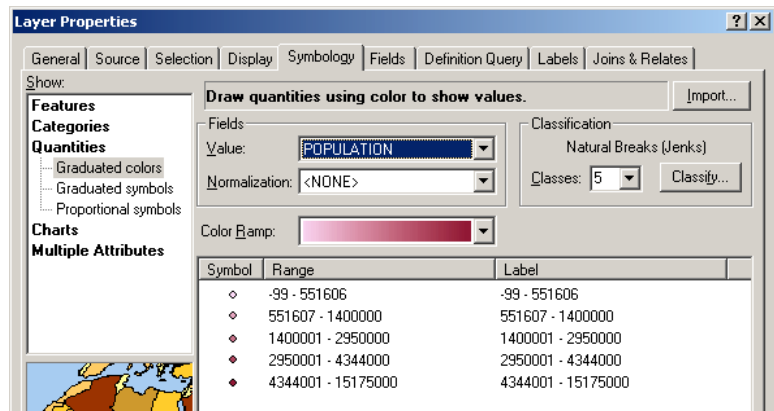 Layer Properties
General Source Selection Display Symbology Fields Definition Query Labels Joins & Relates
Show:
Features
Categories
Quantities
Graduated colors
Graduated symbols
Proportional symbols
Charts
Multiple Attributes
Draw quantities using color to show values.
Import...
Fields
Value: POPULATION
Normalization: <NONE>
Classification
Natural Breaks (Jenks)
Classes: 5 Classify...
Color Ramp:
Symbol Range Label
-99 - 551606 -99 - 551606
551607 - 1400000 551607 - 1400000
1400001 - 2950000 1400001 - 2950000
2950001 - 4344000 2950001 - 4344000
4344001 - 15175000 4344001 - 15175000